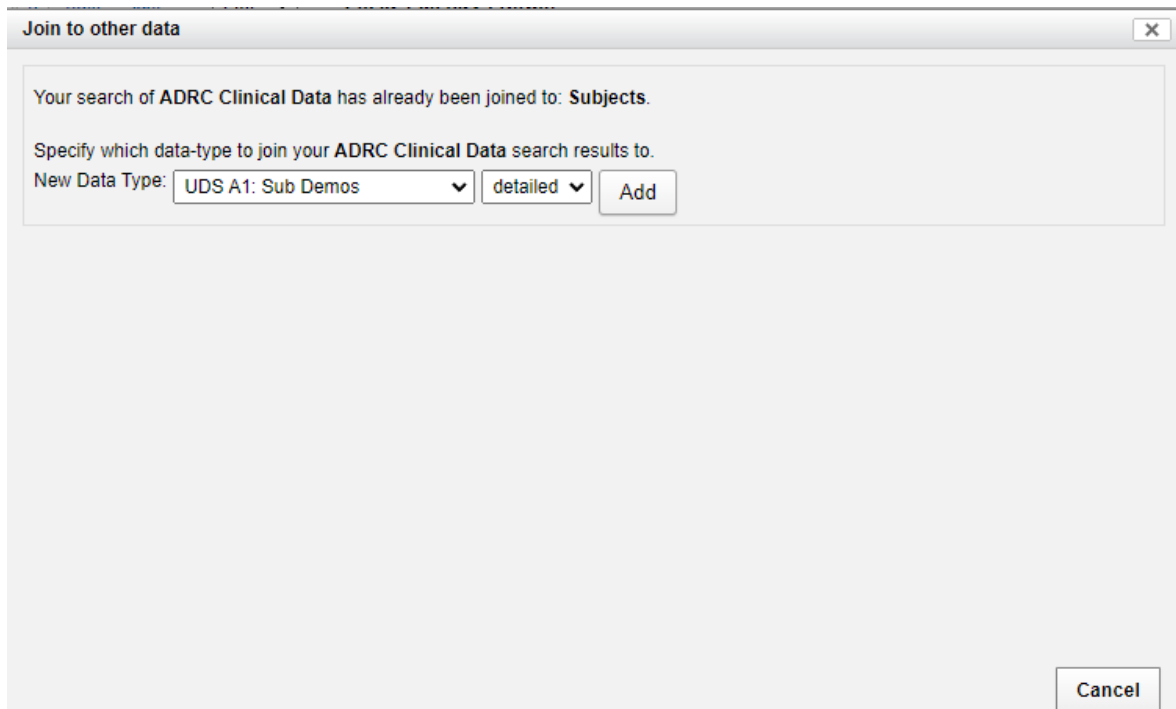 Join to other data
Your search of ADRC Clinical Data has already been joined to: Subjects.
Specify which data-type to join your ADRC Clinical Data search results to.
New Data Type: UDS A1: Sub Demos detailed Add
Cancel